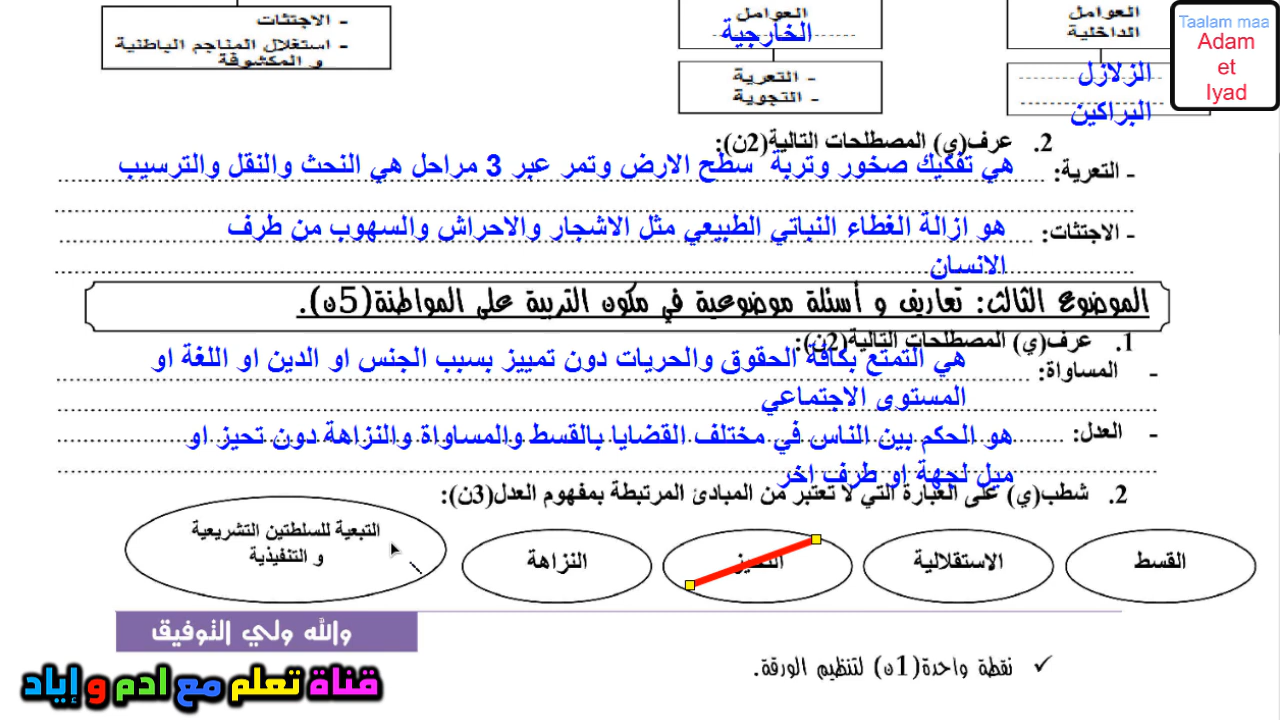 Taalam maa
Adam
et
Iyad
العوامل
الداخلية
الزلازل
البراكين
العوامل
الخارجية
- التعرية
- التجوية
- الاجتثات
- استغلال المناجم الباطنية
و المكشوفة
2. عرف(ي) المصطلحات التالية(2ن):
- التعرية: هي تفكيك صخور وتربة سطح الارض وتمر عبر 3 مراحل هي النحث والنقل والترسيب
- الاجتثات: هو ازالة الغطاء النباتي الطبيعي مثل الاشجار والاحراش والسهوب من طرف
الانسان
الموضوع الثالث: تعاريف و أسئلة موضوعية في مكون التربية على المواطنة(5ن).
1. عرف(ي) المصطلحات التالية(2ن):
- المساواة: هي التمتع بكافة الحقوق والحريات دون تمييز بسبب الجنس او الدين او اللغة او
المستوى الاجتماعي
- العدل: هو الحكم بين الناس في مختلف القضايا بالقسط والمساواة والنزاهة دون تحيز او
ميل لجهة او طرف اخر
2. شطب(ي) على العبارة التي لا تعتبر من المبادئ المرتبطة بمفهوم العدل(3ن):
القسط
الاستقلالية
التحيز
النزاهة
التبعية للسلطتين التشريعية
و التنفيذية
والله ولي التوفيق
✓ نقطة واحدة(1ن) لتنظيم الورقة.
قناة تعلم مع ادم و إياد